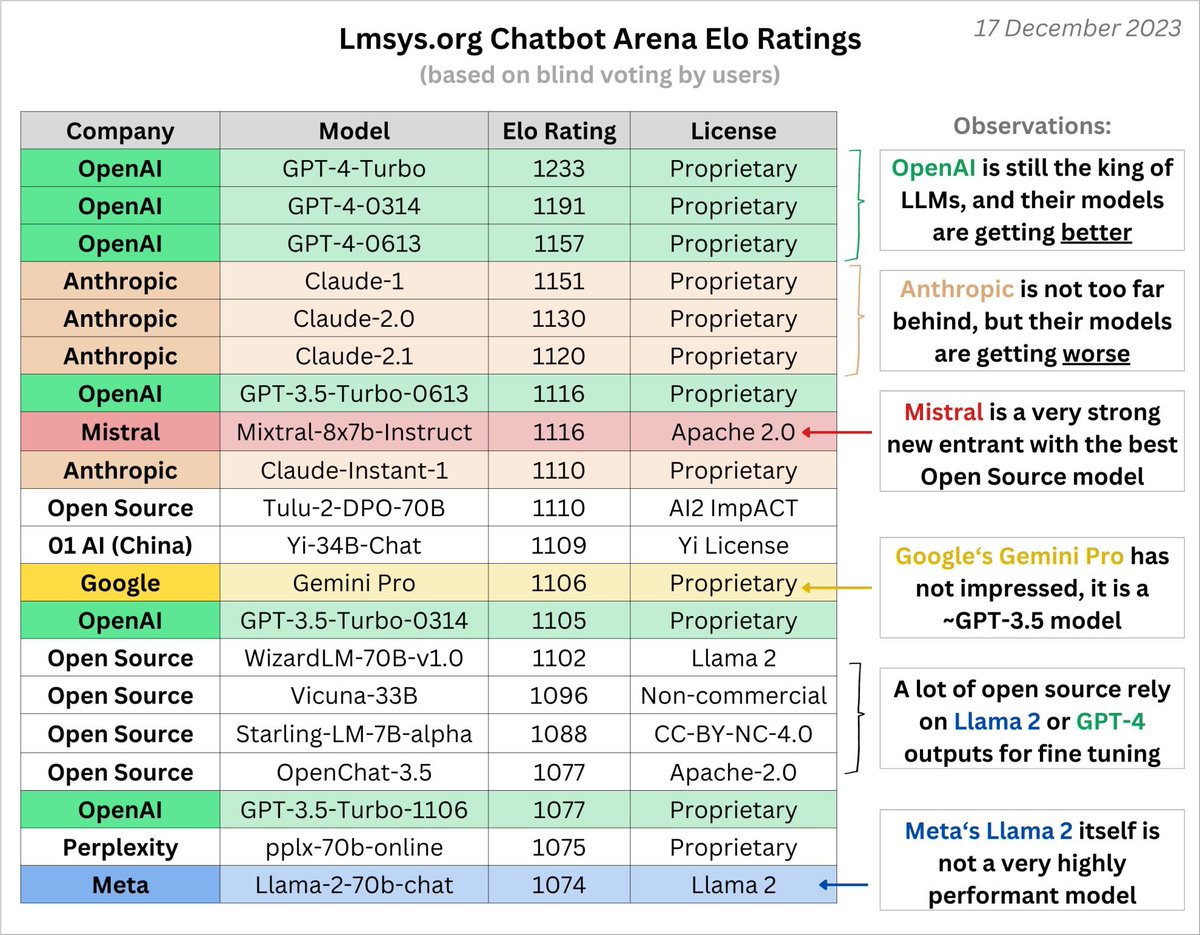 17 December 2023
Lmsys.org Chatbot Arena Elo Ratings
(based on blind voting by users)
Company Model Elo Rating License
OpenAI GPT-4-Turbo 1233 Proprietary
OpenAI GPT-4-0314 1191 Proprietary
OpenAI GPT-4-0613 1157 Proprietary
Anthropic Claude-1 1151 Proprietary
Anthropic Claude-2.0 1130 Proprietary
Anthropic Claude-2.1 1120 Proprietary
OpenAI GPT-3.5-Turbo-0613 1116 Proprietary
Mistral Mixtral-8x7b-Instruct 1116 Apache 2.0
Anthropic Claude-Instant-1 1110 Proprietary
Open Source Tulu-2-DPO-70B 1110 AI2 ImpACT
01 AI (China) Yi-34B-Chat 1109 Yi License
Google Gemini Pro 1106 Proprietary
OpenAI GPT-3.5-Turbo-0314 1105 Proprietary
Open Source WizardLM-70B-v1.0 1102 Llama 2
Open Source Vicuna-33B 1096 Non-commercial
Open Source Starling-LM-7B-alpha 1088 CC-BY-NC-4.0
Open Source OpenChat-3.5 1077 Apache-2.0
OpenAI GPT-3.5-Turbo-1106 1077 Proprietary
Perplexity pplx-70b-online 1075 Proprietary
Meta Llama-2-70b-chat 1074 Llama 2
Observations:
OpenAI is still the king of
LLMs, and their models
are getting better
Anthropic is not too far
behind, but their models
are getting worse
Mistral is a very strong
new entrant with the best
Open Source model
Google‘s Gemini Pro has
not impressed, it is a
~GPT-3.5 model
A lot of open source rely
on Llama 2 or GPT-4
outputs for fine tuning
Meta‘s Llama 2 itself is
not a very highly
performant model